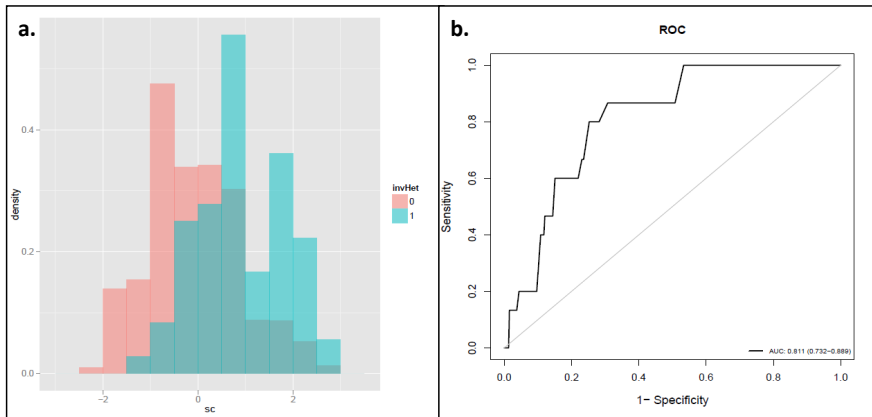 a.
density
0.4
0.2
0.0
−2
0
2
sc
invHet
0
1
b.
ROC
Sensitivity
1.0
0.8
0.6
0.4
0.2
0.0
0.0 0.2 0.4 0.6 0.8 1.0
1− Specificity
AUC: 0.811 (0.732−0.889)